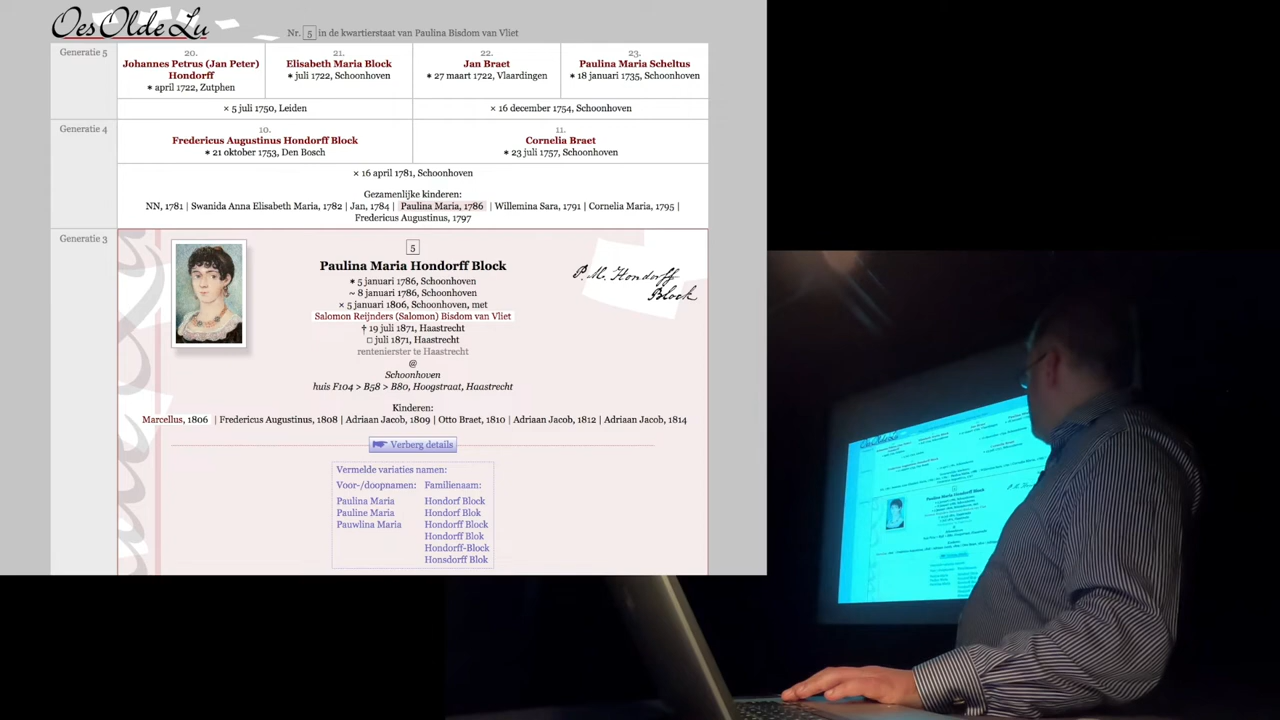 OesOldeLu
Nr. 5 in de kwartierstaat van Paulina Bisdom van Vliet
Generatie 5
20.
Johannes Petrus (Jan Peter) Hondorff
* april 1722, Zutphen
21.
Elisabeth Maria Block
* juli 1722, Schoonhoven
22.
Jan Braet
* 27 maart 1722, Vlaardingen
23.
Paulina Maria Scheltus
* 18 januari 1735, Schoonhoven
× 5 juli 1750, Leiden
× 16 december 1754, Schoonhoven
Generatie 4
10.
Fredericus Augustinus Hondorff Block
* 21 oktober 1753, Den Bosch
11.
Cornelia Braet
* 23 juli 1757, Schoonhoven
× 16 april 1781, Schoonhoven
Gezamenlijke kinderen:
NN, 1781 | Swanida Anna Elisabeth Maria, 1782 | Jan, 1784 | Paulina Maria, 1786 | Willemina Sara, 1791 | Cornelia Maria, 1795 |
Fredericus Augustinus, 1797
Generatie 3
5
Paulina Maria Hondorff Block
* 5 januari 1786, Schoonhoven
~ 8 januari 1786, Schoonhoven
× 5 januari 1806, Schoonhoven, met
Salomon Reijnders (Salomon) Bisdom van Vliet
† 19 juli 1871, Haastrecht
□ juli 1871, Haastrecht
rentenierster te Haastrecht
@
Schoonhoven
huis F104 > B58 > B80, Hoogstraat, Haastrecht
P. M. Hondorff
Block
Kinderen:
Marcellus, 1806 | Fredericus Augustinus, 1808 | Adriaan Jacob, 1809 | Otto Braet, 1810 | Adriaan Jacob, 1812 | Adriaan Jacob, 1814
Verberg details
Vermelde variaties namen:
Voor-/doopnamen: Familienaam:
Paulina Maria Hondorf Block
Pauline Maria Hondorf Blok
Pauwlina Maria Hondorff Block
Hondorff Blok
Hondorff-Block
Honsdorff Blok
OesOldeLu
Paulina Maria Hondorff Block